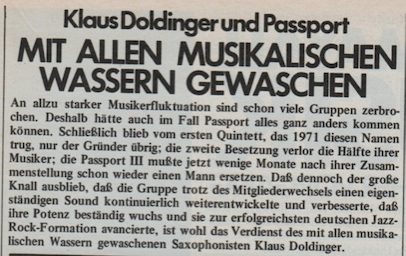 Klaus Doldinger und Passport
MIT ALLEN MUSIKALISCHEN
WASSERN GEWASCHEN
An allzu starker Musikerfluktuation sind schon viele Gruppen zerbro-
chen. Deshalb hätte auch im Fall Passport alles ganz anders kommen
können. Schließlich blieb vom ersten Quintett, das 1971 diesen Namen
trug, nur der Gründer übrig; die zweite Besetzung verlor die Hälfte ihrer
Musiker; die Passport III mußte jetzt wenige Monate nach ihrer Zusam-
menstellung schon wieder einen Mann ersetzen. Daß dennoch der große
Knall ausblieb, daß die Gruppe trotz des Mitgliederwechsels einen eigen-
ständigen Sound kontinuierlich weiterentwickelte und verbesserte, daß
ihre Potenz beständig wuchs und sie zur erfolgreichsten deutschen Jazz-
Rock-Formation avancierte, ist wohl das Verdienst des mit allen musika-
lischen Wassern gewaschenen Saxophonisten Klaus Doldinger.